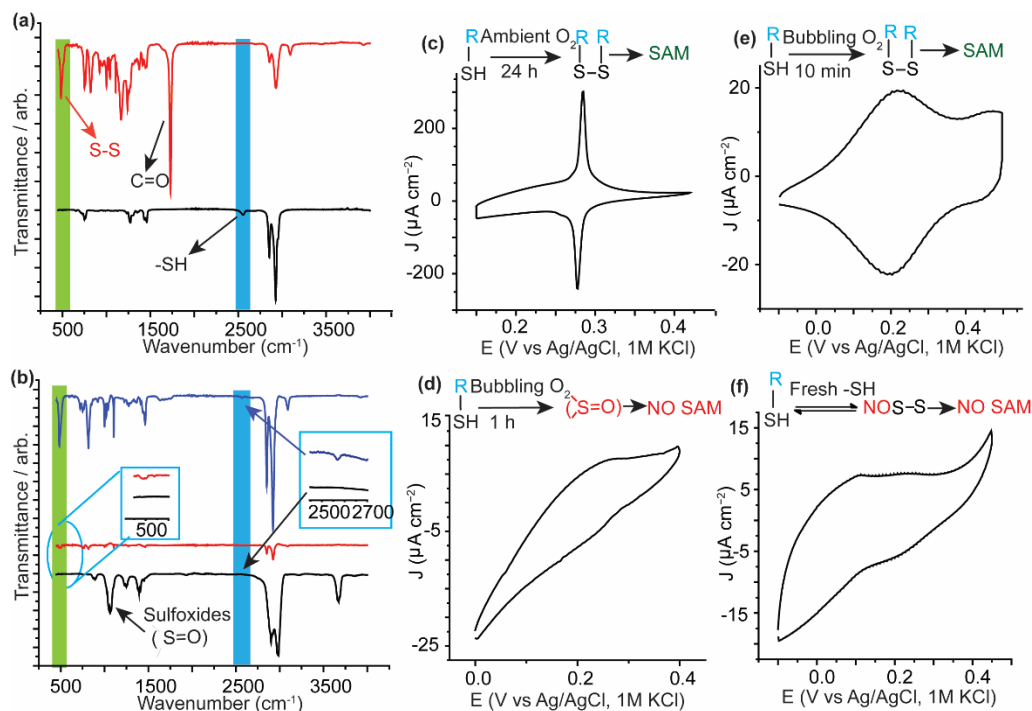 (a)
S-S
C=O
-SH
Transmittance / arb.
500 1500 2500 3500
Wavenumber (cm⁻¹)
(b)
500
2500 2700
Sulfoxides
( S=O)
Transmittance / arb.
500 1500 2500 3500
Wavenumber (cm⁻¹)
(c)
R Ambient O₂ R R
SH 24 h S–S SAM
200
0
-200
J (µA cm⁻²)
0.2 0.3 0.4
E (V vs Ag/AgCl, 1M KCl)
(d)
R Bubbling O₂
SH 1 h (S=O) NO SAM
15
-5
-25
J (µA cm⁻²)
0.0 0.2 0.4
E (V vs Ag/AgCl, 1M KCl)
(e)
R Bubbling O₂ R R
SH 10 min S–S SAM
20
0
-20
J (µA cm⁻²)
0.0 0.2 0.4
E (V vs Ag/AgCl, 1M KCl)
(f)
R Fresh -SH
SH NOS-S NO SAM
15
5
-5
-15
J (µA cm⁻²)
0.0 0.2 0.4
E (V vs Ag/AgCl, 1M KCl)